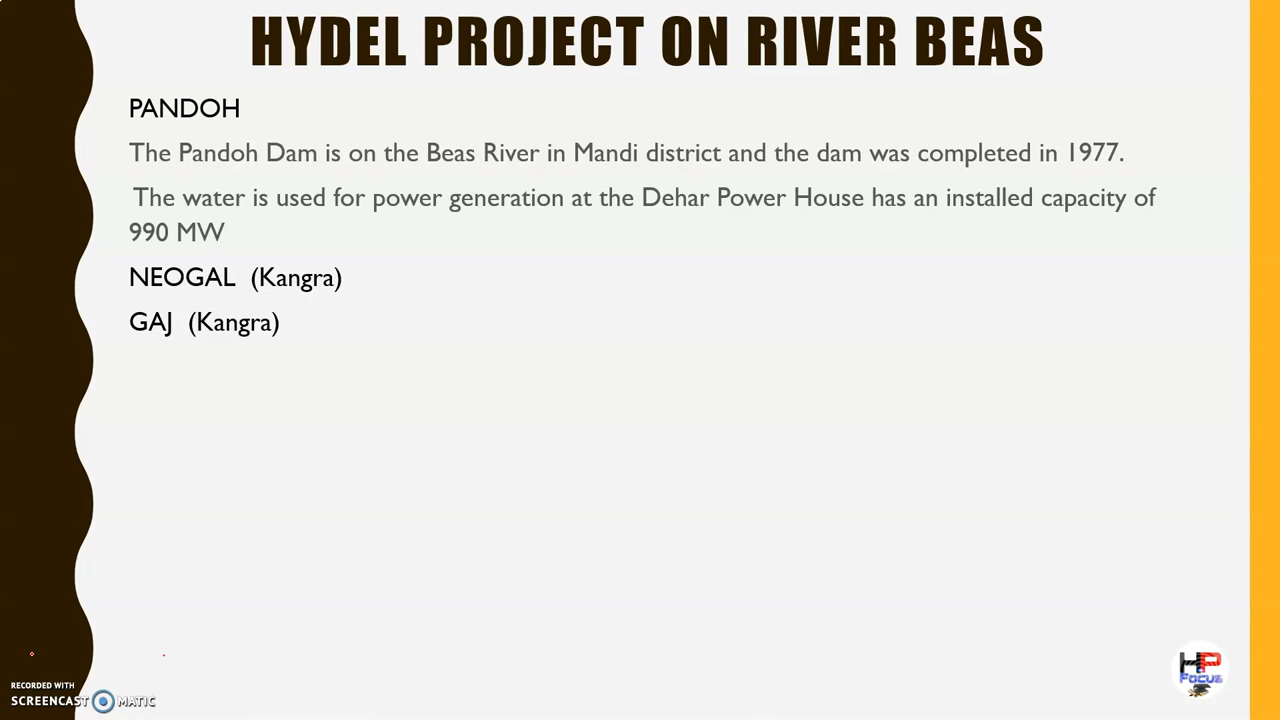 HYDEL PROJECT ON RIVER BEAS
PANDOH
The Pandoh Dam is on the Beas River in Mandi district and the dam was completed in 1977.
The water is used for power generation at the Dehar Power House has an installed capacity of
990 MW
NEOGAL (Kangra)
GAJ (Kangra)
HP
Focus
RECORDED WITH
SCREENCAST MATIC